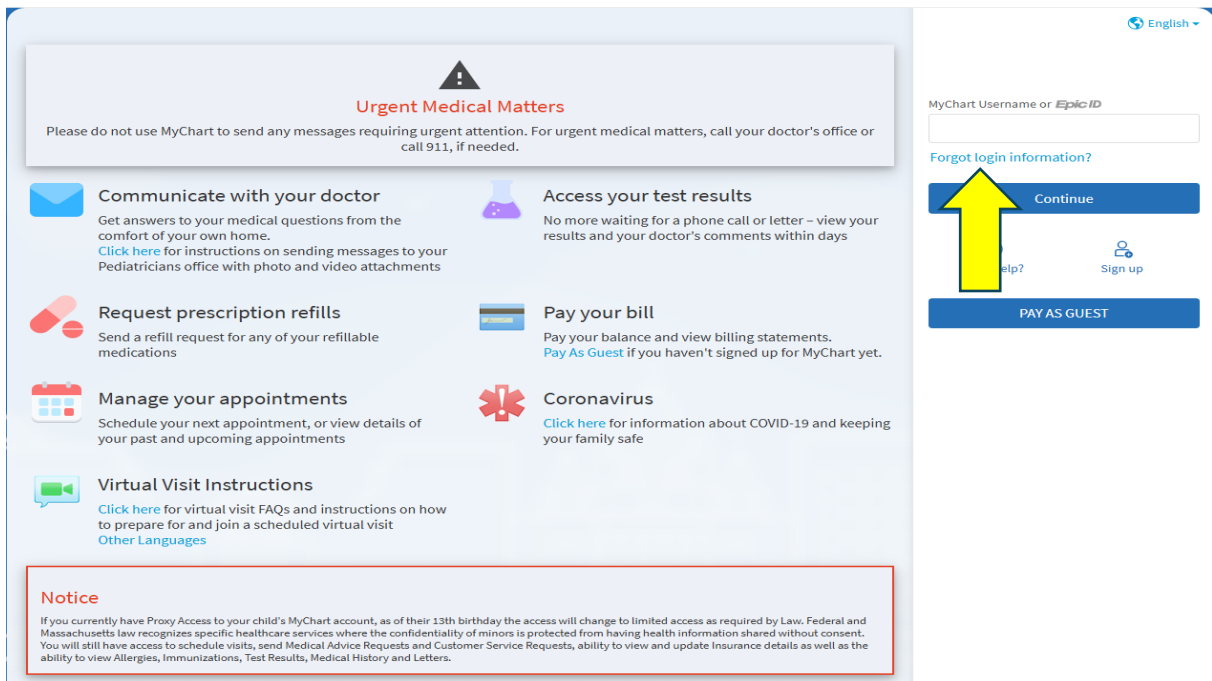 English
Urgent Medical Matters
Please do not use MyChart to send any messages requiring urgent attention. For urgent medical matters, call your doctor's office or
call 911, if needed.
Communicate with your doctor
Get answers to your medical questions from the
comfort of your own home.
Click here for instructions on sending messages to your
Pediatricians office with photo and video attachments
Access your test results
No more waiting for a phone call or letter – view your
results and your doctor's comments within days
Request prescription refills
Send a refill request for any of your refillable
medications
Pay your bill
Pay your balance and view billing statements.
Pay As Guest if you haven't signed up for MyChart yet.
Manage your appointments
Schedule your next appointment, or view details of
your past and upcoming appointments
Coronavirus
Click here for information about COVID-19 and keeping
your family safe
Virtual Visit Instructions
Click here for virtual visit FAQs and instructions on how
to prepare for and join a scheduled virtual visit
Other Languages
Notice
If you currently have Proxy Access to your child's MyChart account, as of their 13th birthday the access will change to limited access as required by Law. Federal and
Massachusetts law recognizes specific healthcare services where the confidentiality of minors is protected from having health information shared without consent.
You will still have access to schedule visits, send Medical Advice Requests and Customer Service Requests, ability to view and update Insurance details as well as the
ability to view Allergies, Immunizations, Test Results, Medical History and Letters.
MyChart Username or Epic ID
Forgot login information?
Continue
Sign up
PAY AS GUEST